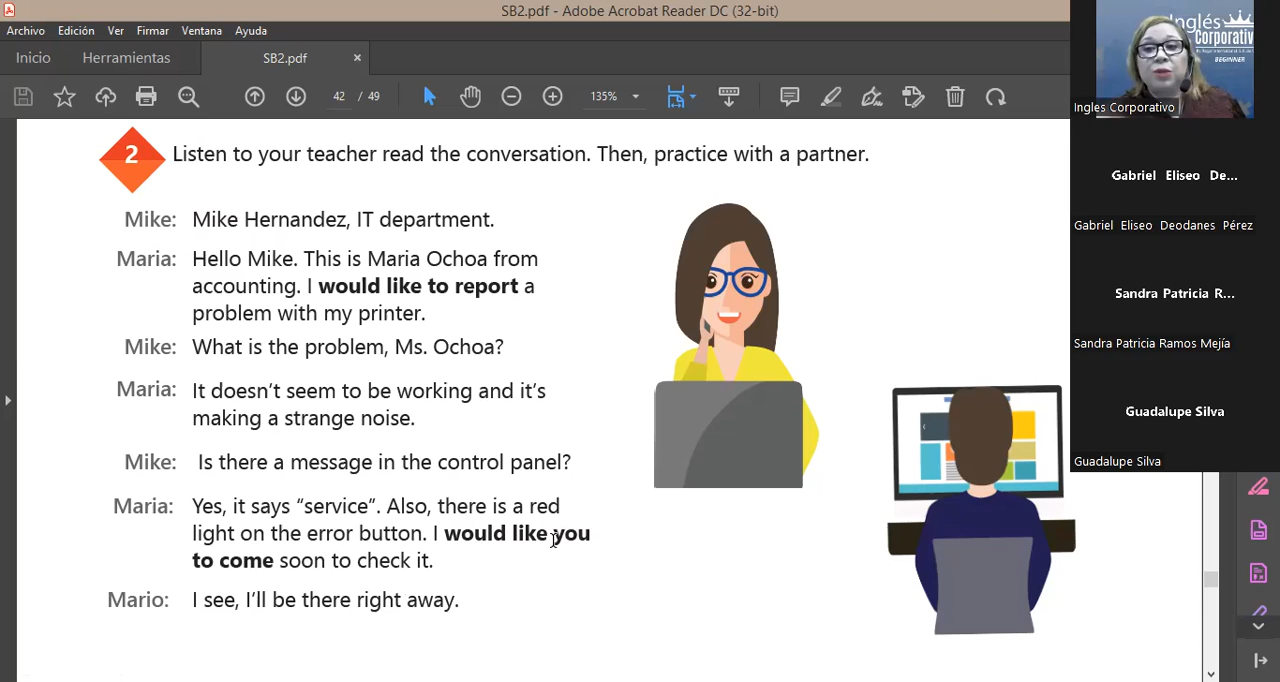 SB2.pdf - Adobe Acrobat Reader DC (32-bit)
Archivo Edición Ver Firmar Ventana Ayuda
Inicio Herramientas SB2.pdf ×
42 / 49 135%
2 Listen to your teacher read the conversation. Then, practice with a partner.
Mike: Mike Hernandez, IT department.
Maria: Hello Mike. This is Maria Ochoa from
accounting. I would like to report a
problem with my printer.
Mike: What is the problem, Ms. Ochoa?
Maria: It doesn't seem to be working and it's
making a strange noise.
Mike: Is there a message in the control panel?
Maria: Yes, it says “service”. Also, there is a red
light on the error button. I would like you
to come soon to check it.
Mario: I see, I'll be there right away.
Inglés
Corporativ
BEGINNER
Ingles Corporativo
Gabriel Eliseo De...
Gabriel Eliseo Deodanes Pérez
Sandra Patricia R...
Sandra Patricia Ramos Mejía
Guadalupe Silva
Guadalupe Silva